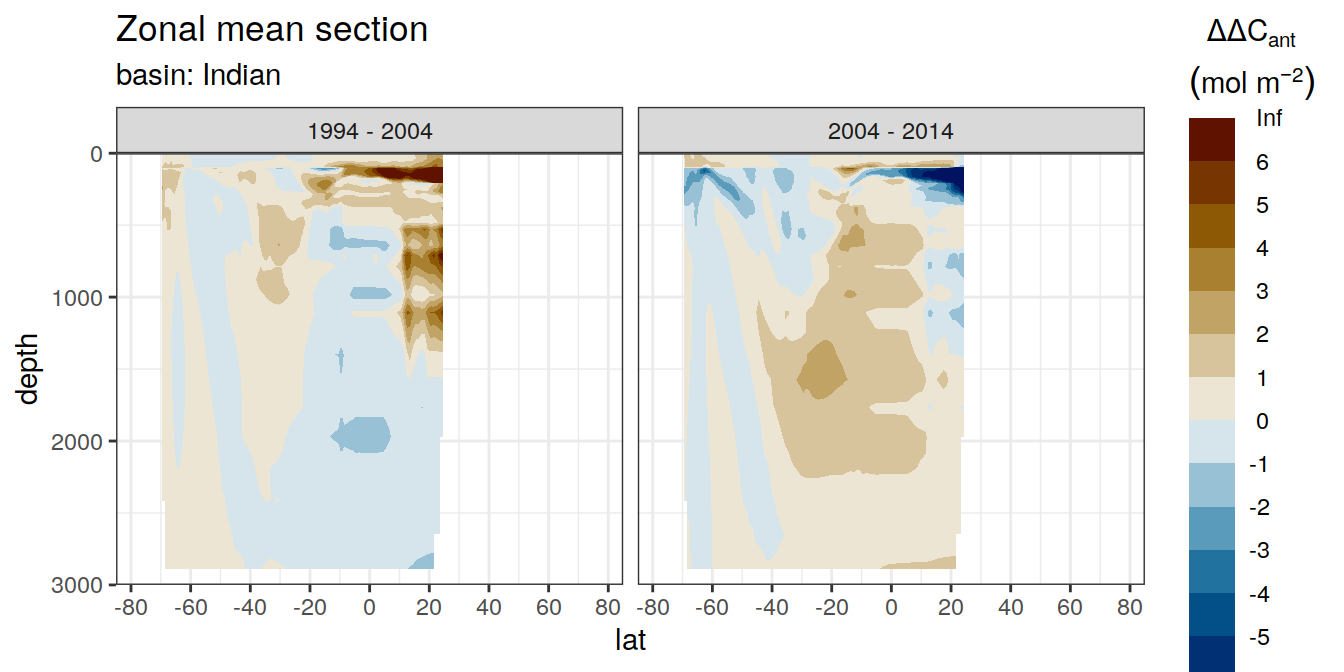 Zonal mean section
basin: Indian
1994 - 2004
2004 - 2014
0
1000
2000
3000
depth
-80 -60 -40 -20 0 20 40 60 80
-80 -60 -40 -20 0 20 40 60 80
lat
ΔΔC_ant
(mol m⁻²)
Inf
6
5
4
3
2
1
0
-1
-2
-3
-4
-5